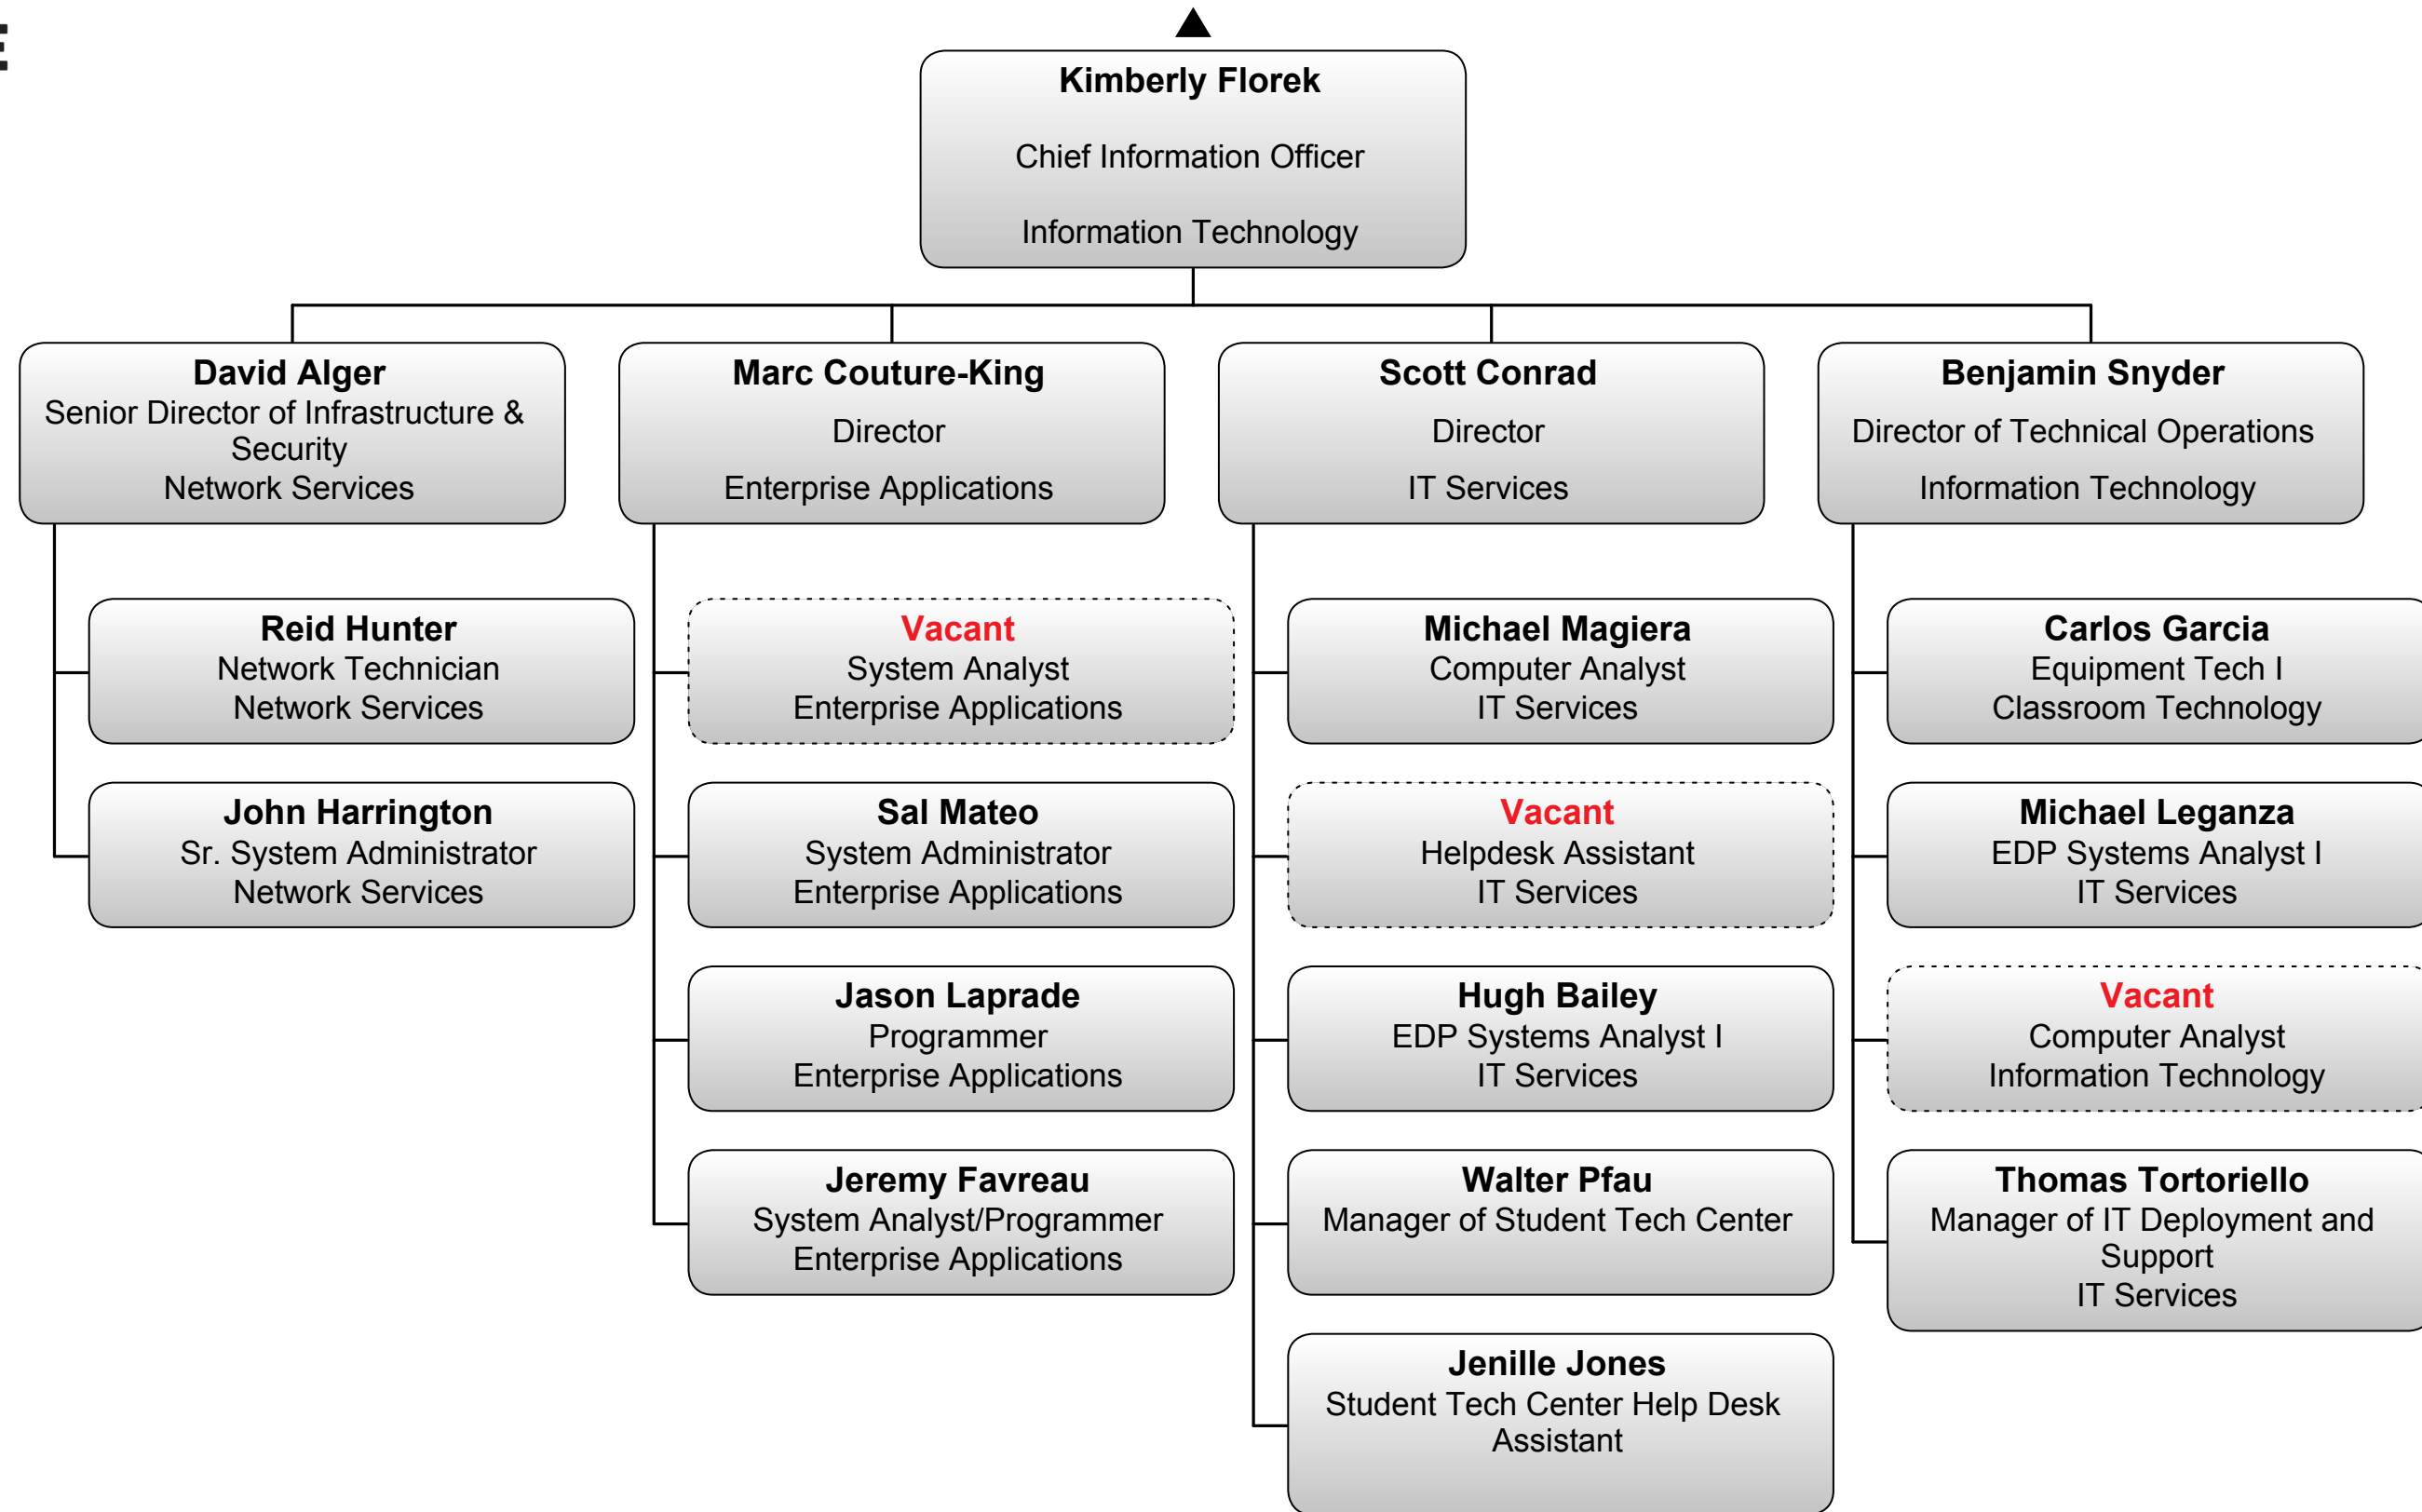 E
Kimberly Florek
Chief Information Officer
Information Technology
David Alger
Senior Director of Infrastructure &
Security
Network Services
Marc Couture-King
Director
Enterprise Applications
Scott Conrad
Director
IT Services
Benjamin Snyder
Director of Technical Operations
Information Technology
Reid Hunter
Network Technician
Network Services
John Harrington
Sr. System Administrator
Network Services
Vacant
System Analyst
Enterprise Applications
Sal Mateo
System Administrator
Enterprise Applications
Jason Laprade
Programmer
Enterprise Applications
Jeremy Favreau
System Analyst/Programmer
Enterprise Applications
Michael Magiera
Computer Analyst
IT Services
Vacant
Helpdesk Assistant
IT Services
Hugh Bailey
EDP Systems Analyst I
IT Services
Walter Pfau
Manager of Student Tech Center
Jenille Jones
Student Tech Center Help Desk
Assistant
Carlos Garcia
Equipment Tech I
Classroom Technology
Michael Leganza
EDP Systems Analyst I
IT Services
Vacant
Computer Analyst
Information Technology
Thomas Tortoriello
Manager of IT Deployment and
Support
IT Services